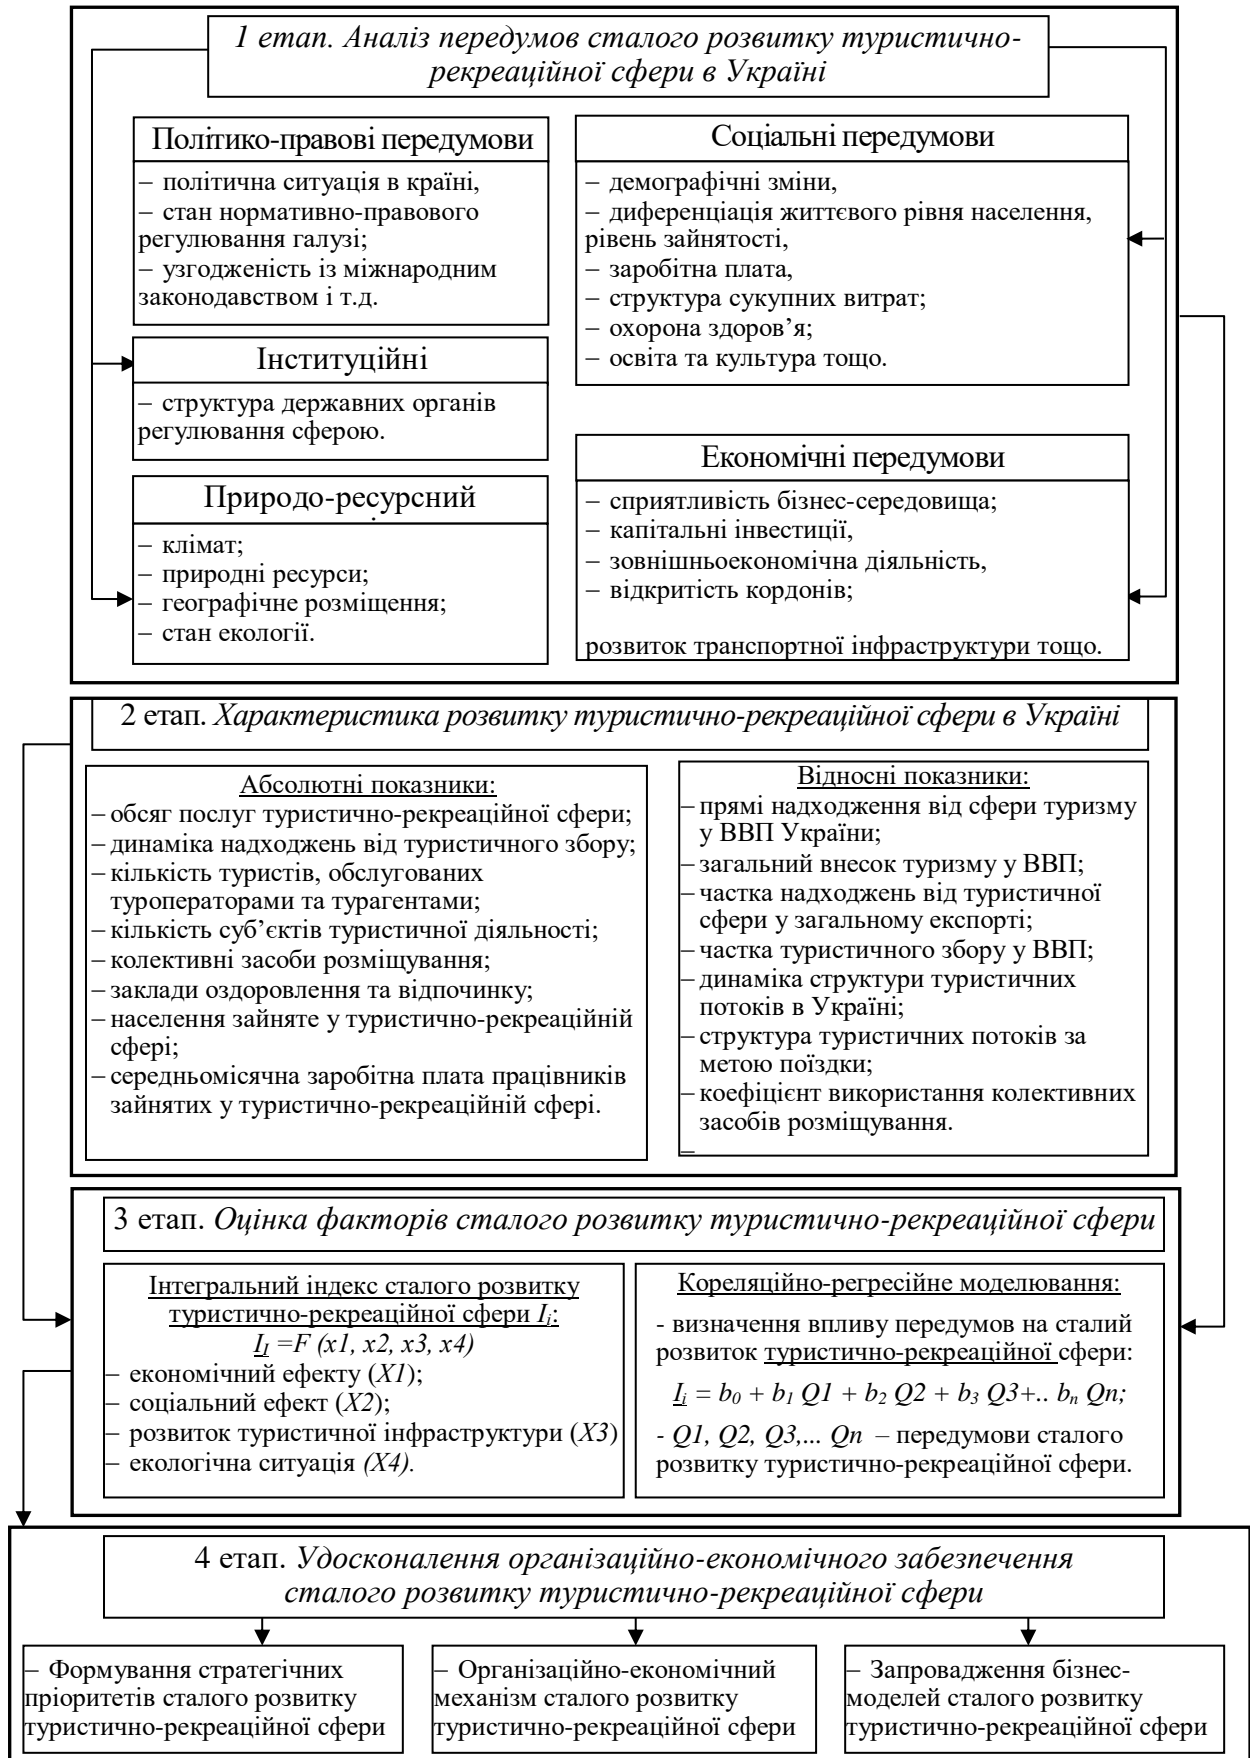 1 етап. Аналіз передумов сталого розвитку туристично-
рекреаційної сфери в Україні
Політико-правові передумови
– політична ситуація в країні,
– стан нормативно-правового
регулювання галузі;
– узгодженість із міжнародним
законодавством і т.д.
Інституційні
– структура державних органів
регулювання сферою.
Природо-ресурсний
– клімат;
– природні ресурси;
– географічне розміщення;
– стан екології.
Соціальні передумови
– демографічні зміни,
– диференціація життєвого рівня населення,
рівень зайнятості,
– заробітна плата,
– структура сукупних витрат;
– охорона здоров’я;
– освіта та культура тощо.
Економічні передумови
– сприятливість бізнес-середовища;
– капітальні інвестиції,
– зовнішньоекономічна діяльність,
– відкритість кордонів;
розвиток транспортної інфраструктури тощо.
2 етап. Характеристика розвитку туристично-рекреаційної сфери в Україні
Абсолютні показники:
– обсяг послуг туристично-рекреаційної сфери;
– динаміка надходжень від туристичного збору;
– кількість туристів, обслугованих
туроператорами та турагентами;
– кількість суб’єктів туристичної діяльності;
– колективні засоби розміщування;
– заклади оздоровлення та відпочинку;
– населення зайняте у туристично-рекреаційній
сфері;
– середньомісячна заробітна плата працівників
зайнятих у туристично-рекреаційній сфері.
Відносні показники:
– прямі надходження від сфери туризму
у ВВП України;
– загальний внесок туризму у ВВП;
– частка надходжень від туристичної
сфери у загальному експорті;
– частка туристичного збору у ВВП;
– динаміка структури туристичних
потоків в Україні;
– структура туристичних потоків за
метою поїздки;
– коефіцієнт використання колективних
засобів розміщування.
–
3 етап. Оцінка факторів сталого розвитку туристично-рекреаційної сфери
Інтегральний індекс сталого розвитку
туристично-рекреаційної сфери Ii:
II =F (x1, x2, x3, x4)
– економічний ефекту (X1);
– соціальний ефект (X2);
– розвиток туристичної інфраструктури (X3)
– екологічна ситуація (X4).
Кореляційно-регресійне моделювання:
- визначення впливу передумов на сталий
розвиток туристично-рекреаційної сфери:
Ii = b0 + b1 Q1 + b2 Q2 + b3 Q3+.. bn Qn;
- Q1, Q2, Q3,... Qn – передумови сталого
розвитку туристично-рекреаційної сфери.
4 етап. Удосконалення організаційно-економічного забезпечення
сталого розвитку туристично-рекреаційної сфери
– Формування стратегічних
пріоритетів сталого розвитку
туристично-рекреаційної сфери
– Організаційно-економічний
механізм сталого розвитку
туристично-рекреаційної сфери
– Запровадження бізнес-
моделей сталого розвитку
туристично-рекреаційної сфери